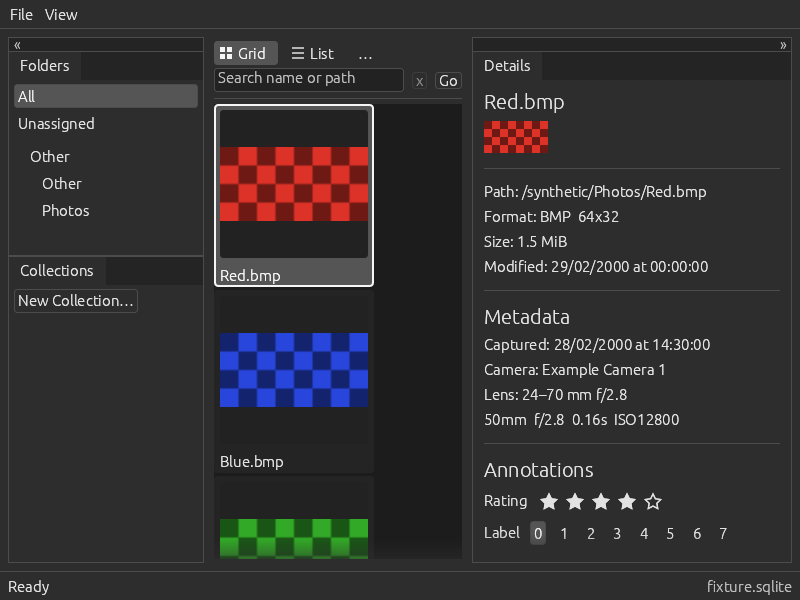 File View
«
Folders
All
Unassigned
Other
Other
Photos
Collections
New Collection...
Grid List ...
Search name or path x Go
Red.bmp
Blue.bmp
»
Details
Red.bmp
Path: /synthetic/Photos/Red.bmp
Format: BMP 64x32
Size: 1.5 MiB
Modified: 29/02/2000 at 00:00:00
Metadata
Captured: 28/02/2000 at 14:30:00
Camera: Example Camera 1
Lens: 24–70 mm f/2.8
50mm f/2.8 0.16s ISO12800
Annotations
Rating
Label 0 1 2 3 4 5 6 7
Ready
fixture.sqlite